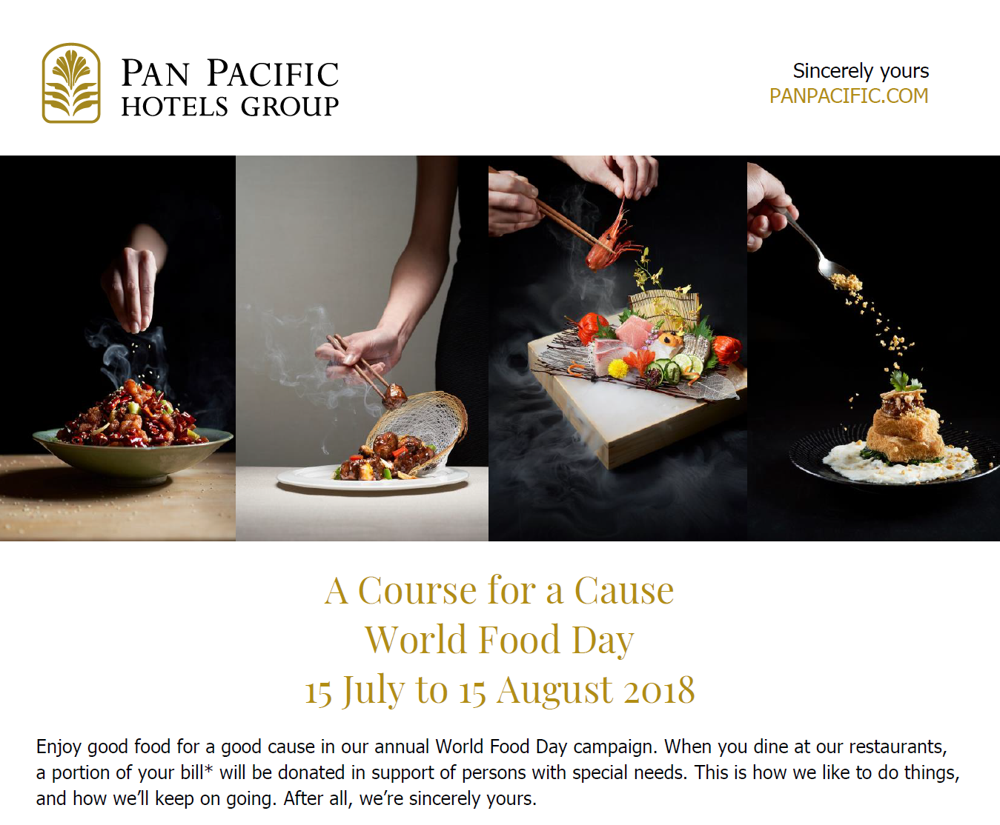 PAN PACIFIC
HOTELS GROUP
Sincerely yours
PANPACIFIC.COM
A Course for a Cause
World Food Day
15 July to 15 August 2018
Enjoy good food for a good cause in our annual World Food Day campaign. When you dine at our restaurants,
a portion of your bill* will be donated in support of persons with special needs. This is how we like to do things,
and how we’ll keep on going. After all, we’re sincerely yours.